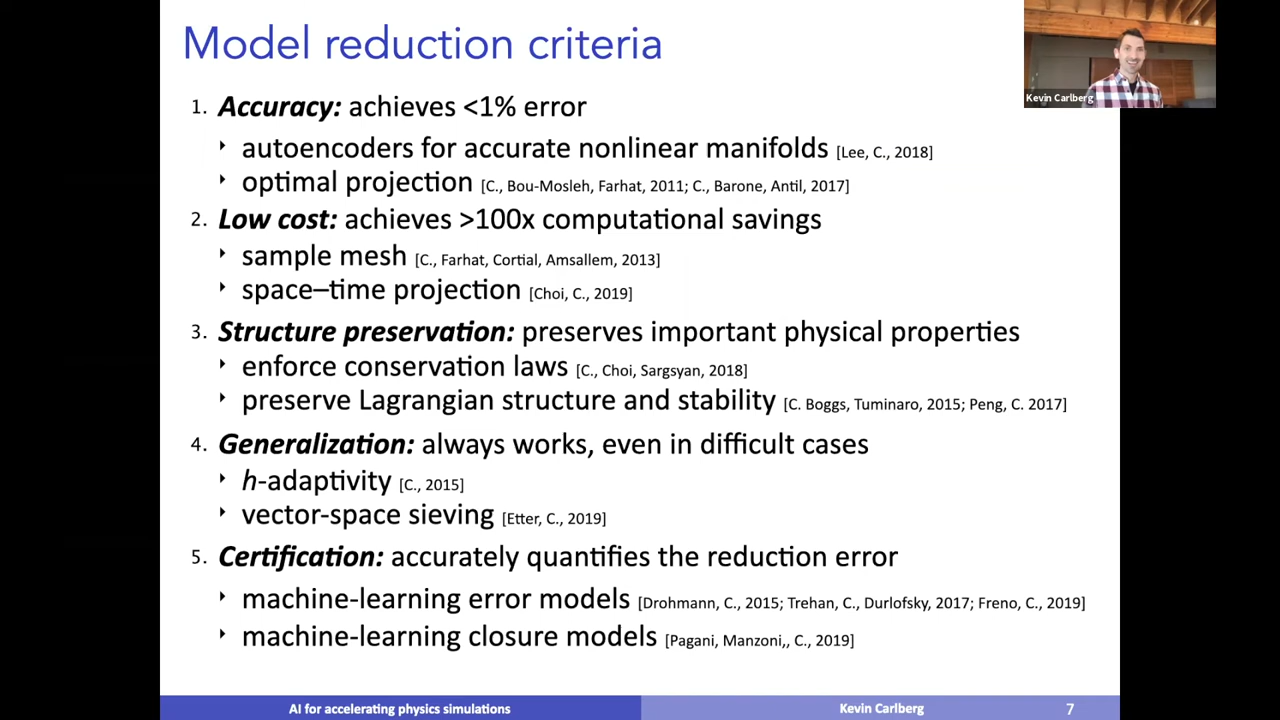 Model reduction criteria
Kevin Carlberg
1. Accuracy: achieves <1% error
‣ autoencoders for accurate nonlinear manifolds [Lee, C., 2018]
‣ optimal projection [C., Bou-Mosleh, Farhat, 2011; C., Barone, Antil, 2017]
2. Low cost: achieves >100x computational savings
‣ sample mesh [C., Farhat, Cortial, Amsallem, 2013]
‣ space–time projection [Choi, C., 2019]
3. Structure preservation: preserves important physical properties
‣ enforce conservation laws [C., Choi, Sargsyan, 2018]
‣ preserve Lagrangian structure and stability [C. Boggs, Tuminaro, 2015; Peng, C. 2017]
4. Generalization: always works, even in difficult cases
‣ h-adaptivity [C., 2015]
‣ vector-space sieving [Etter, C., 2019]
5. Certification: accurately quantifies the reduction error
‣ machine-learning error models [Drohmann, C., 2015; Trehan, C., Durlofsky, 2017; Freno, C., 2019]
‣ machine-learning closure models [Pagani, Manzoni,, C., 2019]
AI for accelerating physics simulations Kevin Carlberg 7